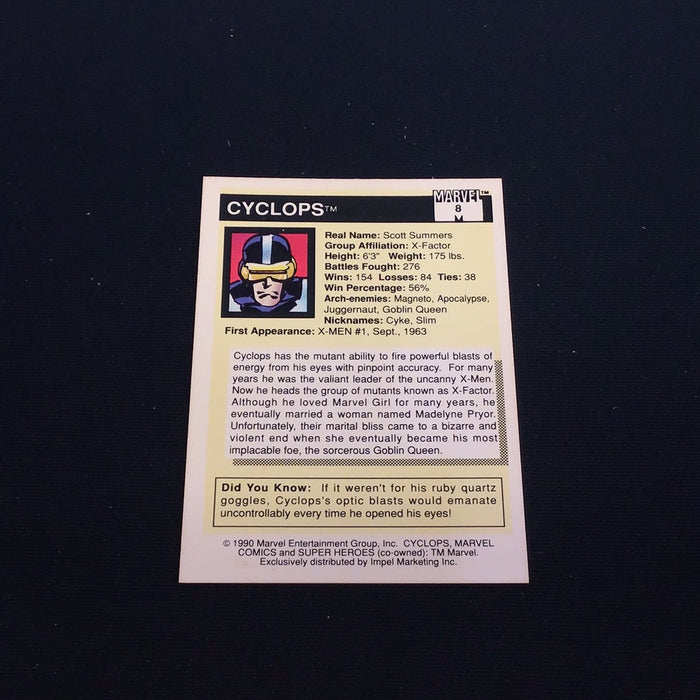 CYCLOPS™
MARVEL™
8
Real Name: Scott Summers
Group Affiliation: X-Factor
Height: 6'3" Weight: 175 lbs.
Battles Fought: 276
Wins: 154 Losses: 84 Ties: 38
Win Percentage: 56%
Arch-enemies: Magneto, Apocalypse,
Juggernaut, Goblin Queen
Nicknames: Cyke, Slim
First Appearance: X-MEN #1, Sept., 1963
Cyclops has the mutant ability to fire powerful blasts of
energy from his eyes with pinpoint accuracy. For many
years he was the valiant leader of the uncanny X-Men.
Now he heads the group of mutants known as X-Factor.
Although he loved Marvel Girl for many years, he
eventually married a woman named Madelyne Pryor.
Unfortunately, their marital bliss came to a bizarre and
violent end when she eventually became his most
implacable foe, the sorcerous Goblin Queen.
Did You Know: If it weren't for his ruby quartz
goggles, Cyclops's optic blasts would emanate
uncontrollably every time he opened his eyes!
© 1990 Marvel Entertainment Group, Inc. CYCLOPS, MARVEL
COMICS and SUPER HEROES (co-owned): TM Marvel.
Exclusively distributed by Impel Marketing Inc.